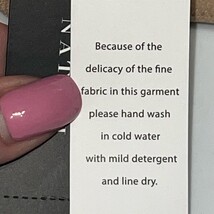 Because of the
delicacy of the fine
fabric in this garment
please hand wash
in cold water
with mild detergent
and line dry.